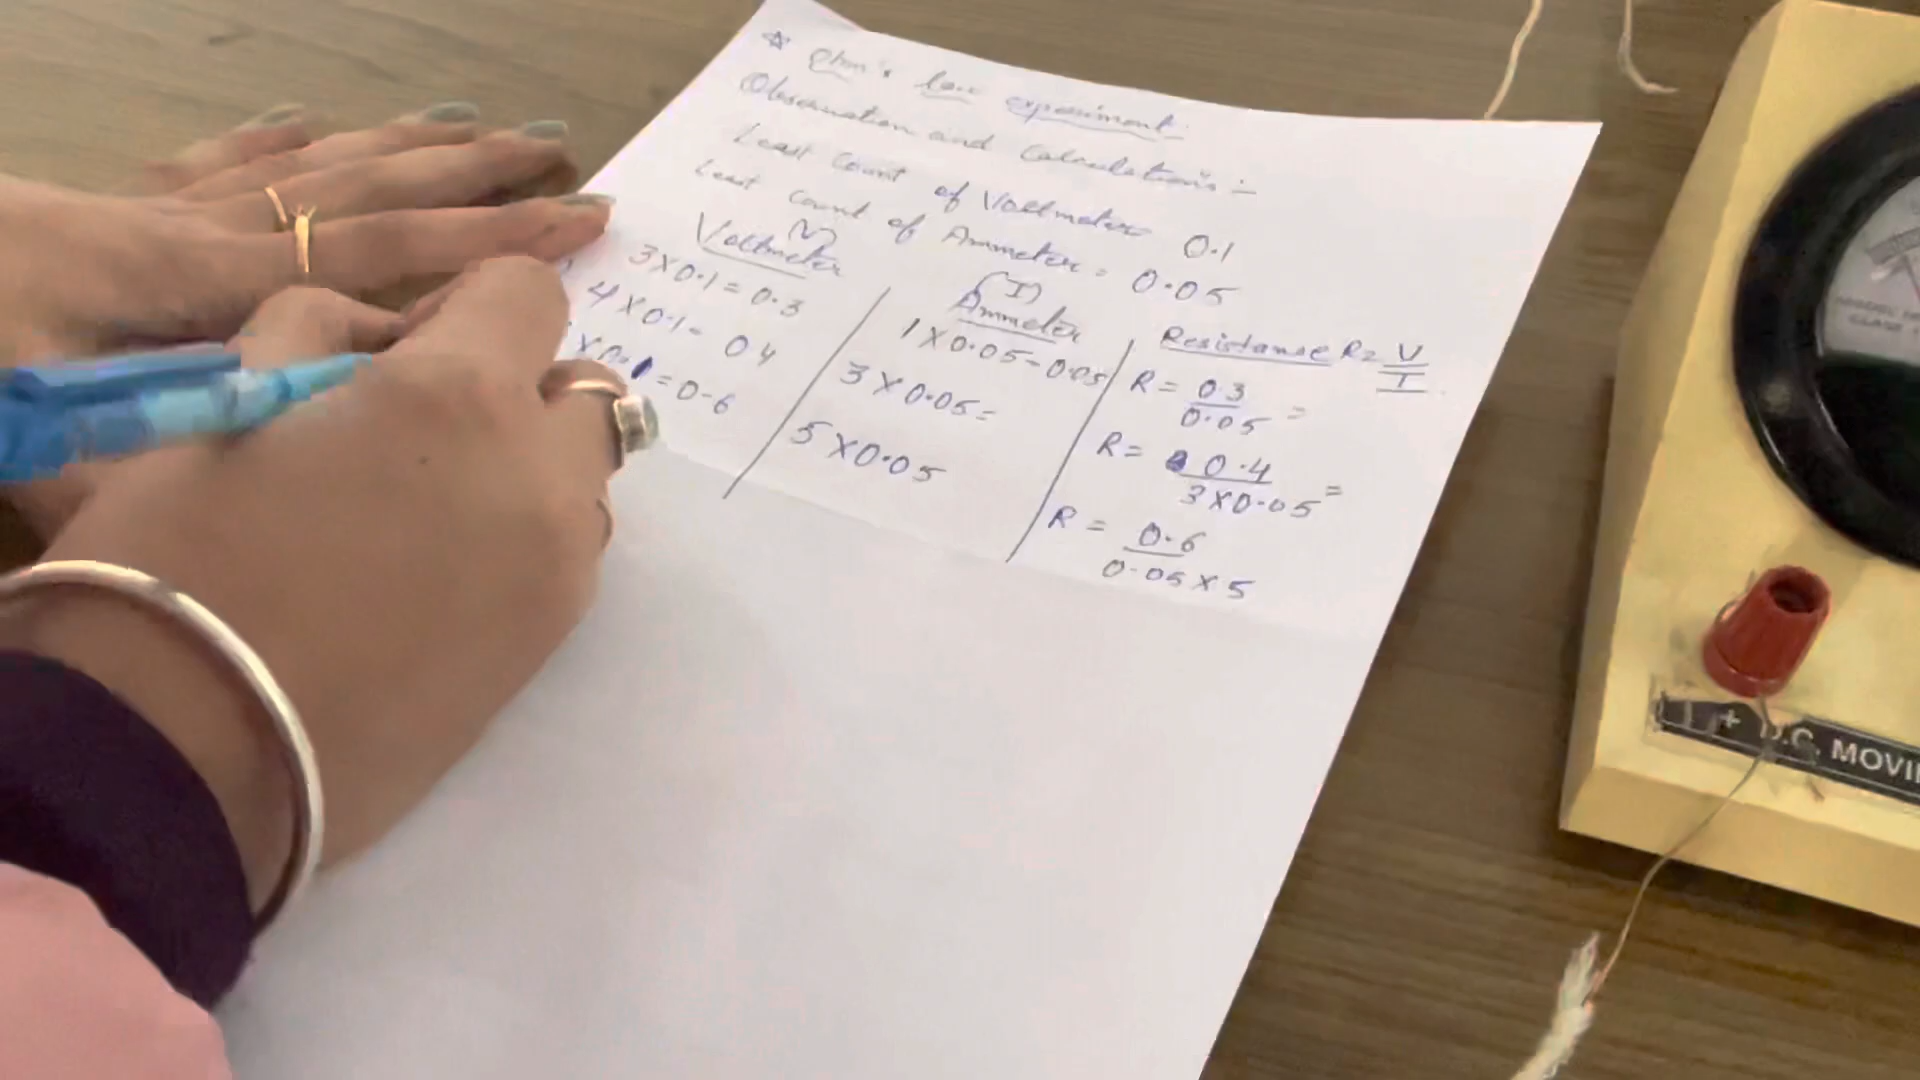 ☆ Ohm's law experiment:
Observation and Calculations :-
Least Count of Voltmeter 0.1
Least count of Ammeter = 0.05
(V)
Voltmeter
3 X 0.1 = 0.3
4 X 0.1 = 0.4
X 0.1 = 0.6
(I)
Ammeter
1 X 0.05 = 0.05
3 X 0.05 =
5 X 0.05
Resistance R = V/I
R = 0.3/0.05 =
R = 0.4/3 X 0.05 =
R = 0.6/0.05 X 5
+ D.C. MOVI